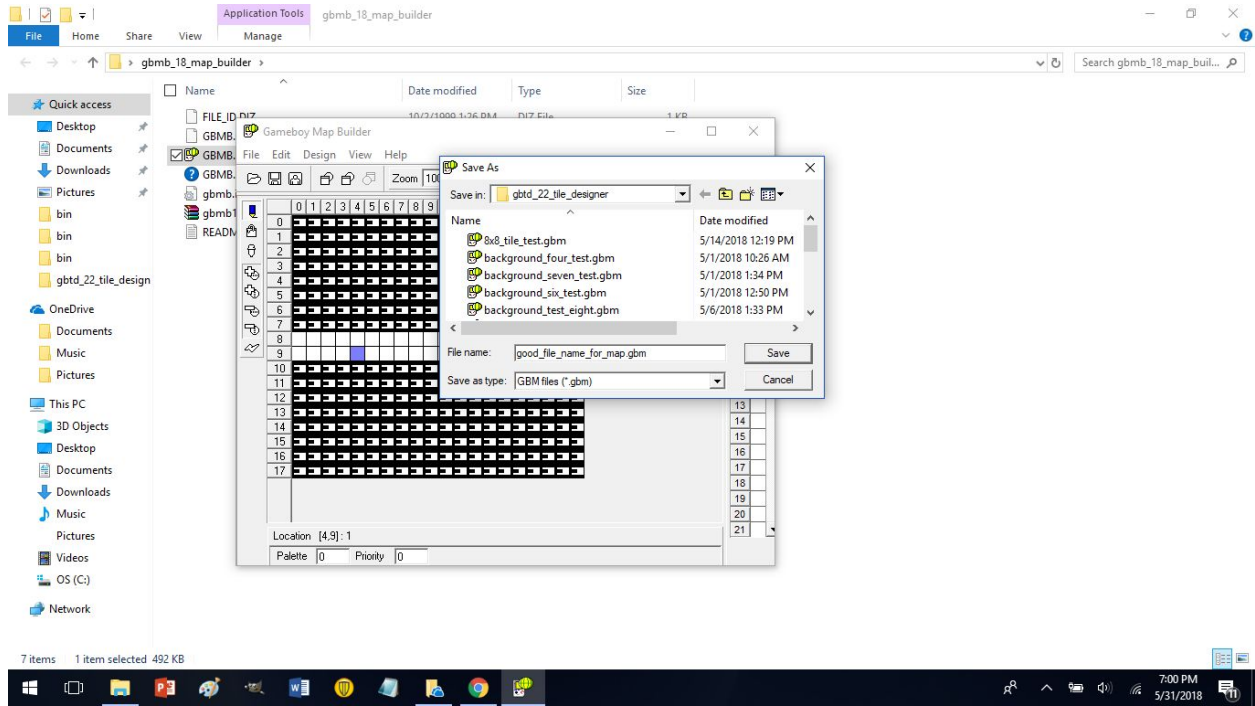 Application Tools
gbmb_18_map_builder
File Home Share View Manage
gbmb_18_map_builder
Search gbmb_18_map_buil...
Name Date modified Type Size
Quick access
Desktop
Documents
Downloads
Pictures
bin
bin
bin
gbtd_22_tile_design
OneDrive
Documents
Music
Pictures
This PC
3D Objects
Desktop
Documents
Downloads
Music
Pictures
Videos
OS (C:)
Network
FILE_ID.DIZ 10/2/1999 1:26 PM DIZ File 1 KB
GBMB.
GBMB.
GBMB.
gbmb.
gbmb1
READM
Gameboy Map Builder
File Edit Design View Help
Zoom 100
0 1 2 3 4 5 6 7 8 9
0
1
2
3
4
5
6
7
8
9
10
11
12
13
14
15
16
17
13
14
15
16
17
18
19
20
21
Location [4,9] : 1
Palette 0 Priority 0
Save As
Save in: gbtd_22_tile_designer
Name Date modified
8x8_tile_test.gbm 5/14/2018 12:19 PM
background_four_test.gbm 5/1/2018 10:26 AM
background_seven_test.gbm 5/1/2018 1:34 PM
background_six_test.gbm 5/1/2018 12:50 PM
background_test_eight.gbm 5/6/2018 1:33 PM
File name: good_file_name_for_map.gbm Save
Save as type: GBM files (*.gbm) Cancel
7 items 1 item selected 492 KB
7:00 PM
5/31/2018
11